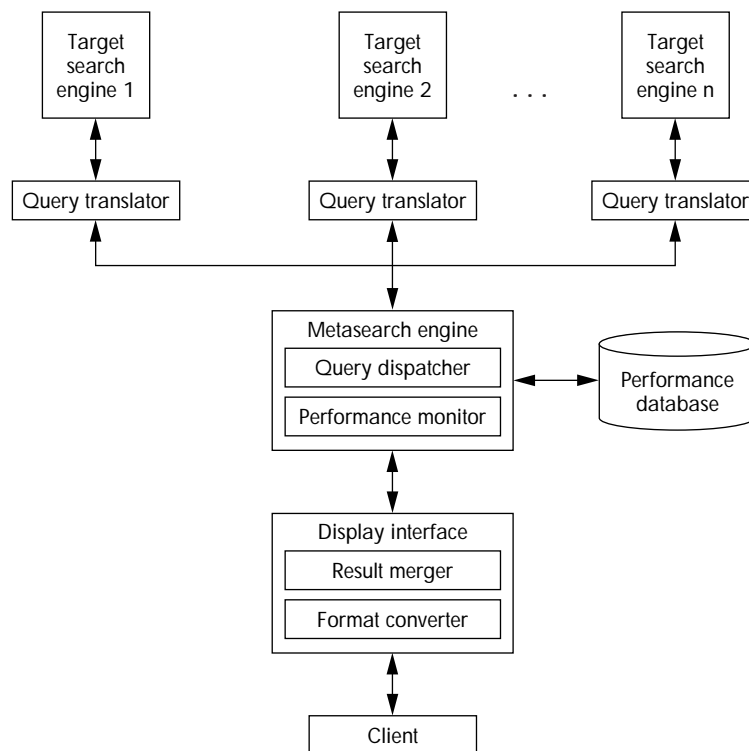 Target
search
engine 1
Target
search
engine 2
. . .
Target
search
engine n
Query translator
Query translator
Query translator
Metasearch engine
Query dispatcher
Performance monitor
Performance
database
Display interface
Result merger
Format converter
Client